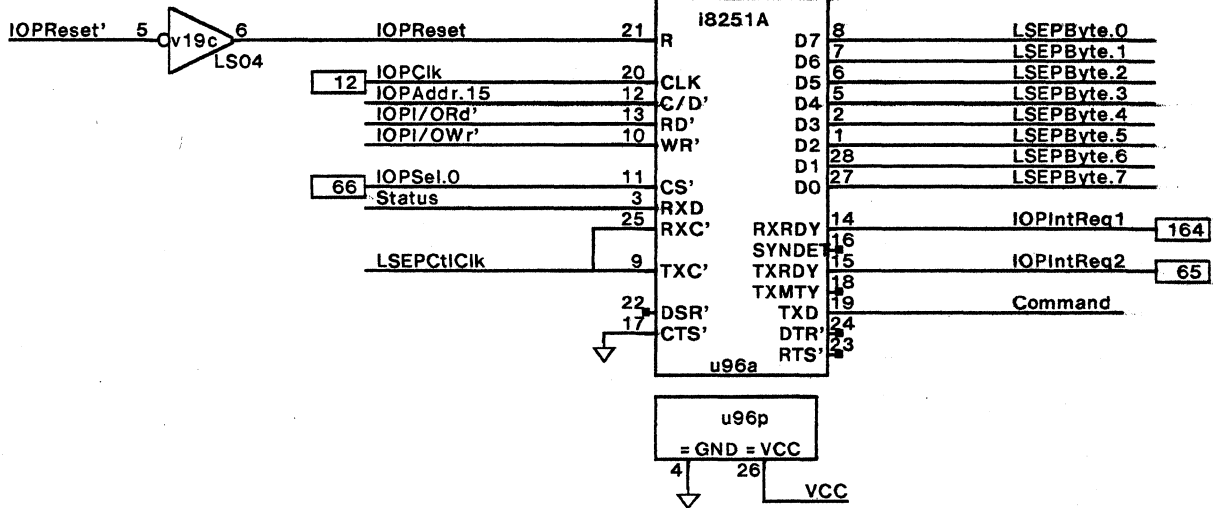 i8251A
IOPReset' 5 v19c 6 LS04 IOPReset 21 R D7 8 LSEPByte.0
D6 7 LSEPByte.1
12 IOPClk 20 CLK D5 6 LSEPByte.2
IOPAddr.15 12 C/D' D4 5 LSEPByte.3
IOPI/ORd' 13 RD' D3 2 LSEPByte.4
IOPI/OWr' 10 WR' D2 1 LSEPByte.5
D1 28 LSEPByte.6
66 IOPSel.0 11 CS' D0 27 LSEPByte.7
Status 3 RXD
25 RXC' RXRDY 14 IOPIntReq1 164
SYNDET 16
LSEPCtlClk 9 TXC' TXRDY 15 IOPIntReq2 65
TXMTY 18
22 DSR' TXD 19 Command
17 CTS' DTR' 24
RTS' 23
u96a
u96p
= GND = VCC
4 26
VCC